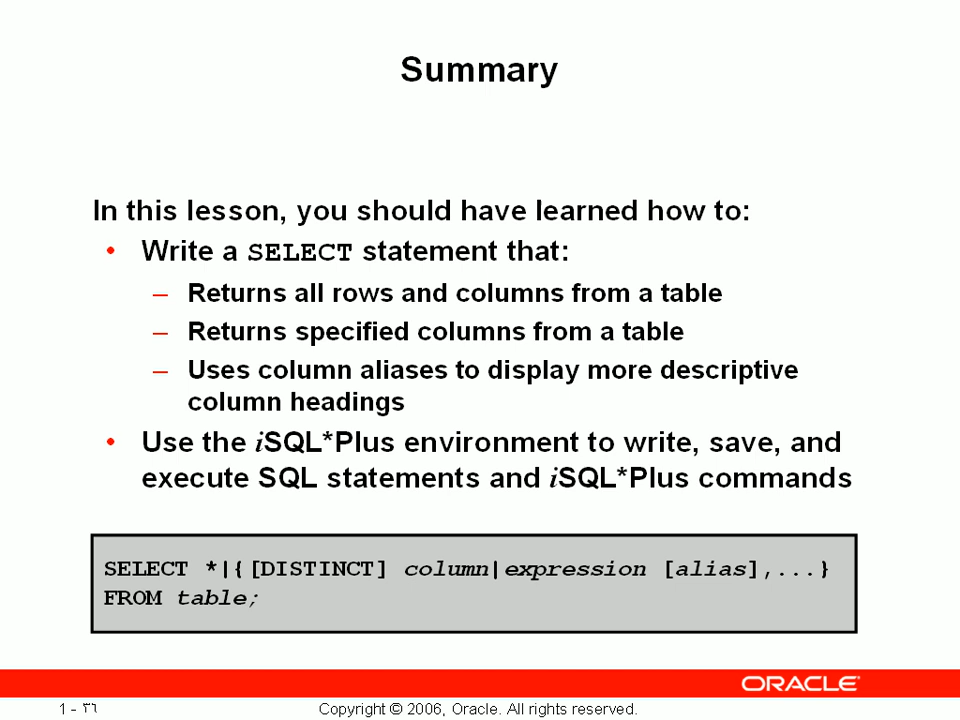 Summary
In this lesson, you should have learned how to:
• Write a SELECT statement that:
– Returns all rows and columns from a table
– Returns specified columns from a table
– Uses column aliases to display more descriptive
column headings
• Use the iSQL*Plus environment to write, save, and
execute SQL statements and iSQL*Plus commands
SELECT *|{[DISTINCT] column|expression [alias],...}
FROM table;
ORACLE
1 - ٣٦
Copyright © 2006, Oracle. All rights reserved.